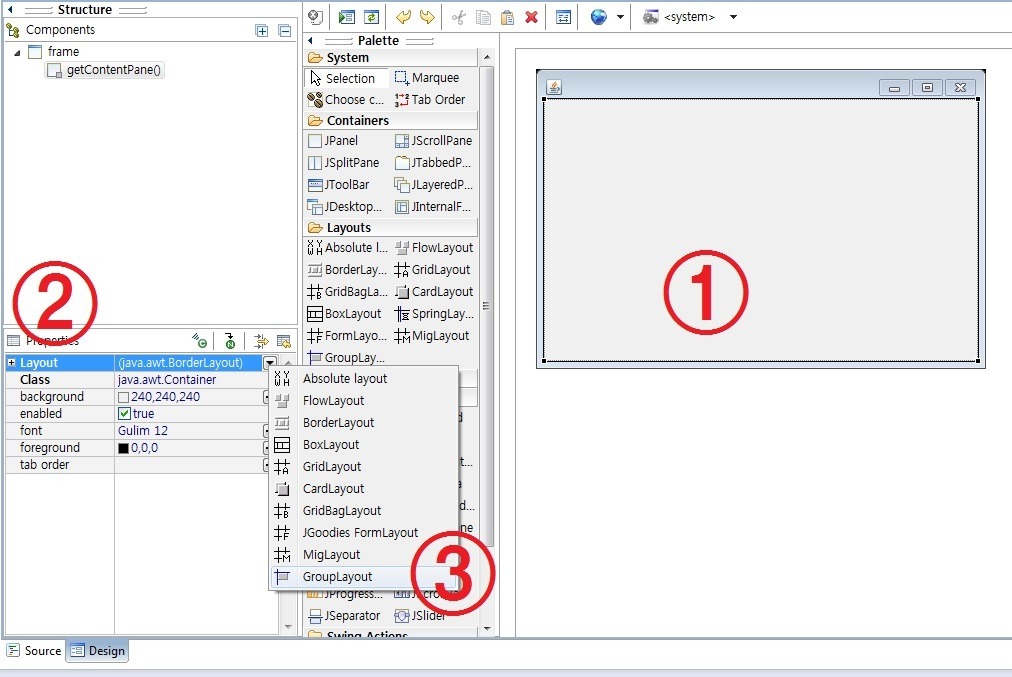 Structure
Components
frame
getContentPane()
Properties
Layout (java.awt.BorderLayout)
Class java.awt.Container
background 240,240,240
enabled true
font Gulim 12
foreground 0,0,0
tab order
Source Design
<system>
Palette
System
Selection Marquee
Choose c... Tab Order
Containers
JPanel JScrollPane
JSplitPane JTabbedP...
JToolBar JLayeredP...
JDesktop... JInternalF...
Layouts
Absolute l... FlowLayout
BorderLay... GridLayout
GridBagLa... CardLayout
BoxLayout SpringLay...
FormLayo... MigLayout
GroupLay...
Absolute layout
FlowLayout
BorderLayout
BoxLayout
GridLayout
CardLayout
GridBagLayout
JGoodies FormLayout
MigLayout
GroupLayout
JProgress...
JSeparator JSlider
Swing Actions
①
②
③